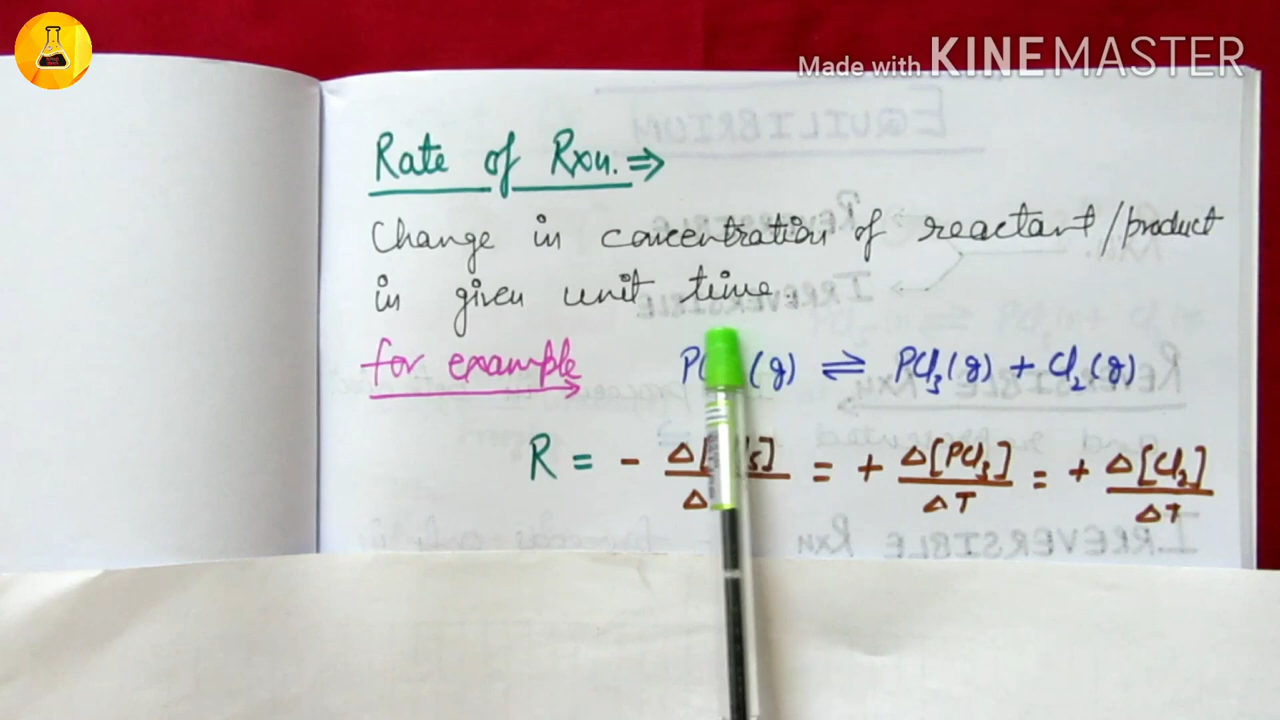 Made with KINEMASTER
Rate of Rxn. ⇒
Change in concentration of reactant/product
in given unit time.
for example P (g) ⇌ PCl₃(g) + Cl₂(g)
R = - Δ[ l₅]/Δ = + Δ[PCl₃]/ΔT = + Δ[Cl₂]/ΔT